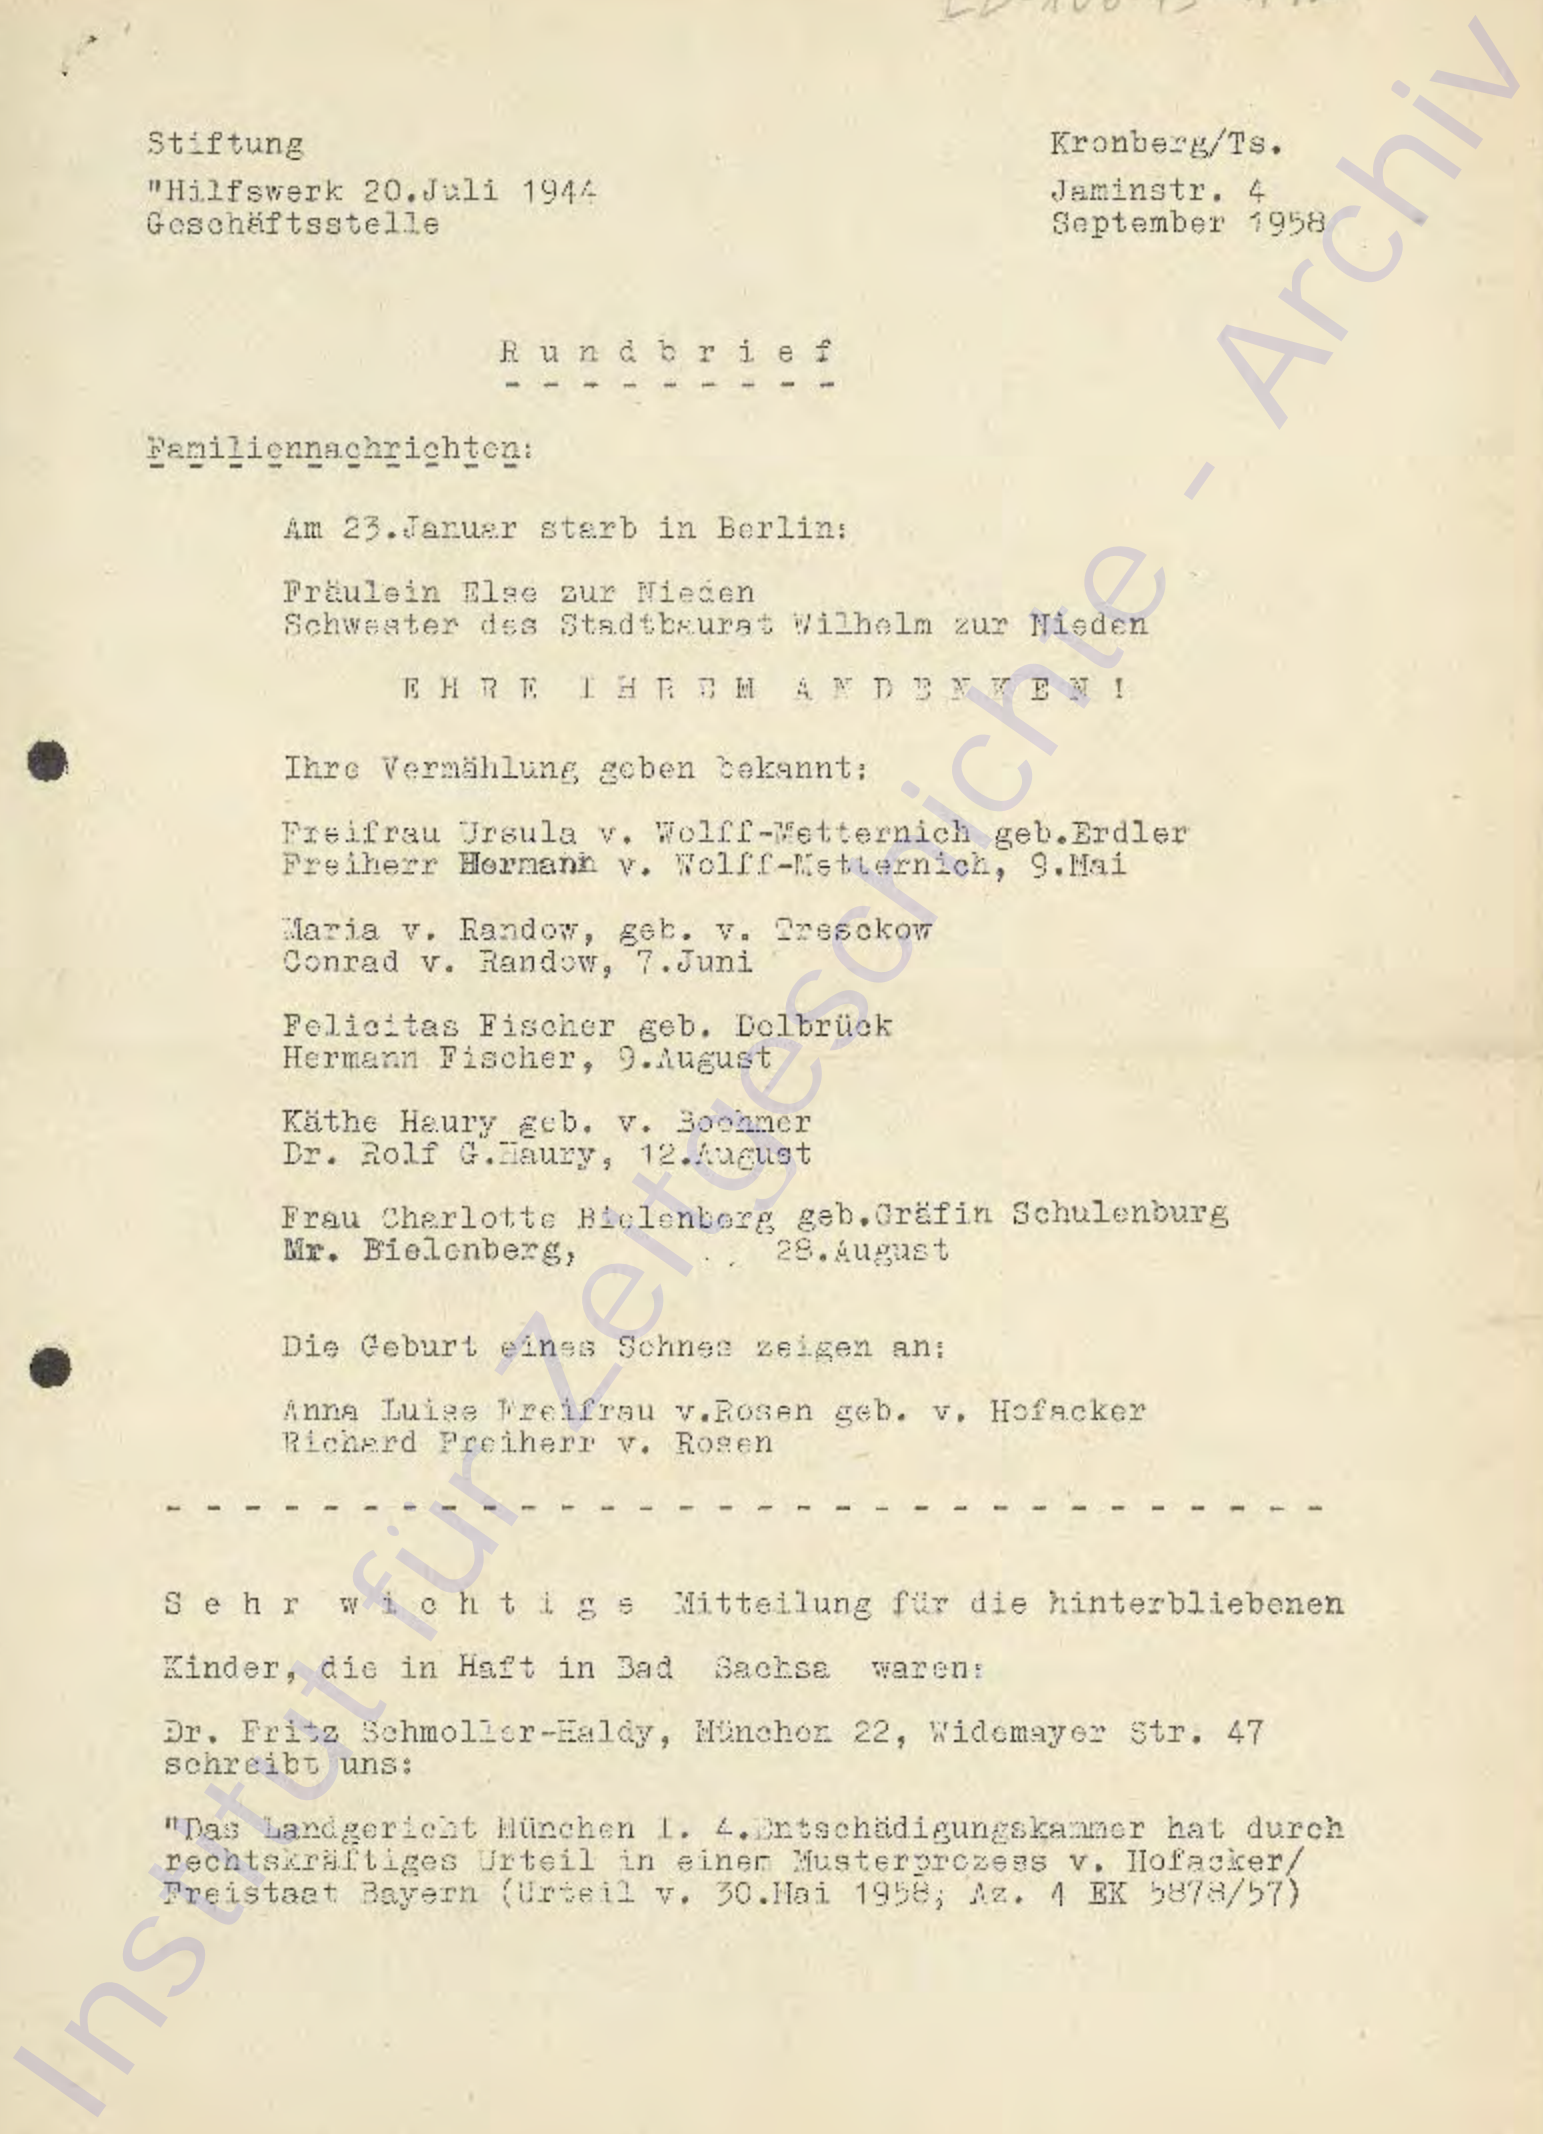 Stiftung
"Hilfswerk 20.Juli 1944
Geschäftsstelle
Kronberg/Ts.
Jaminstr. 4
September 1958
R u n d b r i e f
- - - - - - - - -
Familiennachrichten:
Am 23.Januar starb in Berlin:
Fräulein Else zur Nieden
Schwester des Stadtbaurat Wilhelm zur Nieden
E H R E  I H R E M  A N D E N K E N !
Ihre Vermählung geben bekannt:
Freifrau Ursula v. Wolff-Metternich geb.Erdler
Freiherr Hermann v. Wolff-Metternich, 9.Mai
Maria v. Randow, geb. v. Tresckow
Conrad v. Randow, 7.Juni
Felicitas Fischer geb. Delbrück
Hermann Fischer, 9.August
Käthe Haury geb. v. Boehmer
Dr. Rolf G.Haury, 12.August
Frau Charlotte Bielenberg geb.Gräfin Schulenburg
Mr. Bielenberg, 28.August
Die Geburt eines Sohnes zeigen an:
Anna Luise Freifrau v.Rosen geb. v. Hofacker
Richard Freiherr v. Rosen
- - - - - - - - - - - - - - - - - - - - - - - - - - - - - -
S e h r  w i c h t i g e  Mitteilung für die hinterbliebenen
Kinder, die in Haft in Bad Sachsa waren:
Dr. Fritz Schmoller-Haldy, München 22, Widemayer Str. 47
schreibt uns:
"Das Landgericht München I. 4.Entschädigungskammer hat durch
rechtskräftiges Urteil in einem Musterprozess v. Hofacker/
Freistaat Bayern (Urteil v. 30.Mai 1958; Az. 4 EK 5878/57)
Institut für Zeitgeschichte - Archiv